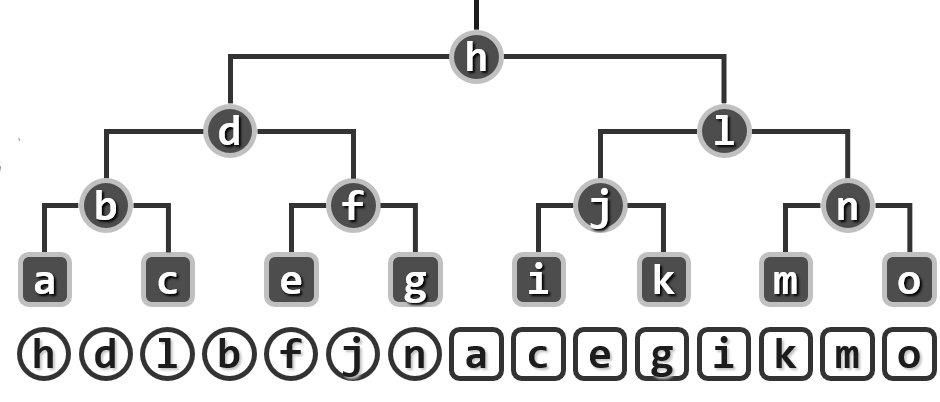 h
d l
b f j n
a c e g i k m o
h d l b f j n a c e g i k m o